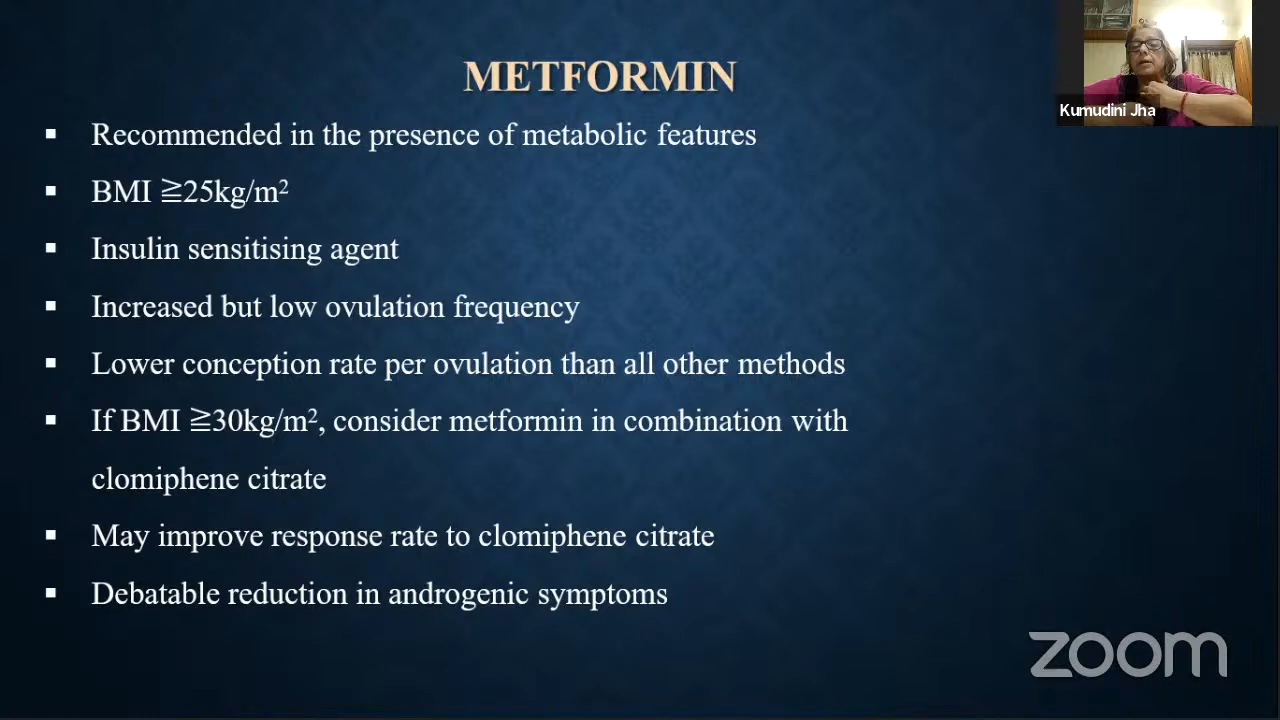 METFORMIN
Kumudini Jha
▪ Recommended in the presence of metabolic features
▪ BMI ≧25kg/m²
▪ Insulin sensitising agent
▪ Increased but low ovulation frequency
▪ Lower conception rate per ovulation than all other methods
▪ If BMI ≧30kg/m², consider metformin in combination with
clomiphene citrate
▪ May improve response rate to clomiphene citrate
▪ Debatable reduction in androgenic symptoms
zoom